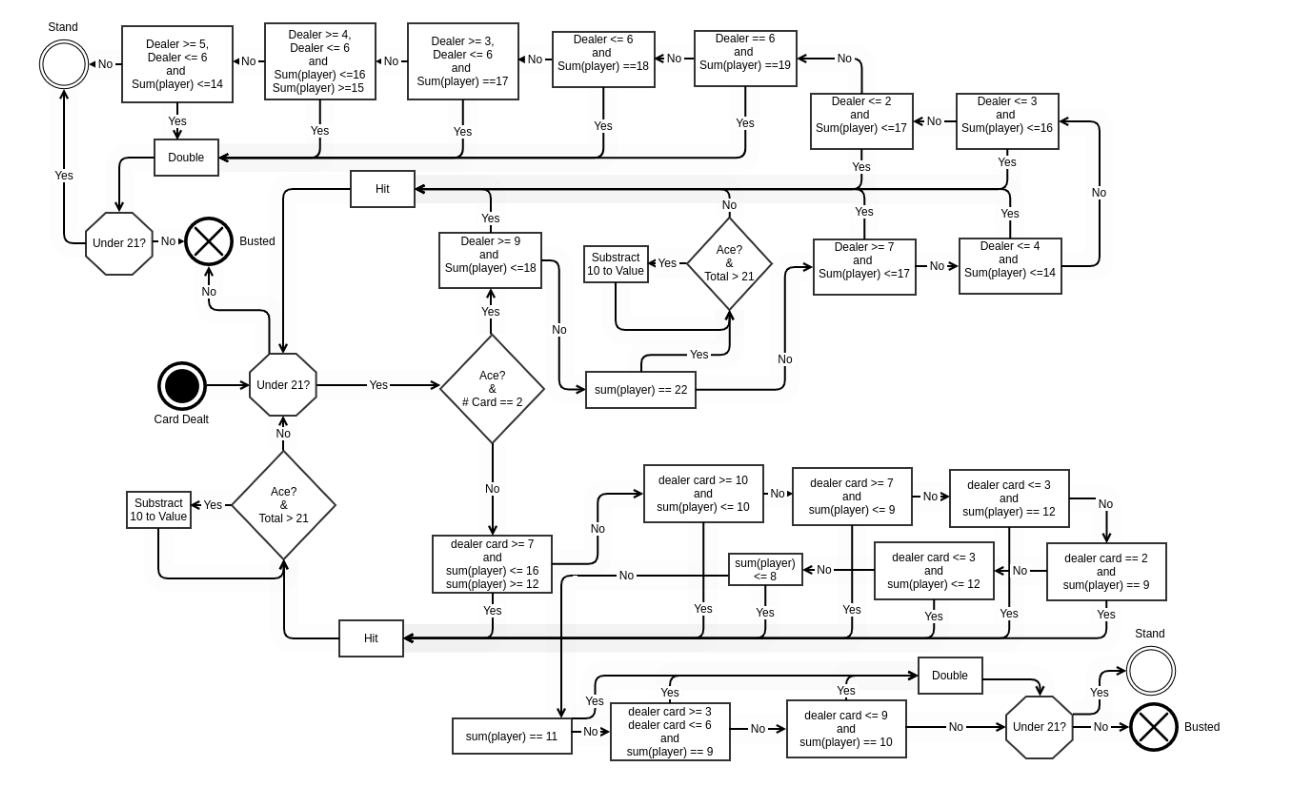 Stand
Dealer >= 5,
Dealer <= 6
and
Sum(player) <=14
No
Dealer >= 4,
Dealer <= 6
and
Sum(player) <=16
Sum(player) >=15
No
Dealer >= 3,
Dealer <= 6
and
Sum(player) ==17
No
Dealer <= 6
and
Sum(player) ==18
No
Dealer == 6
and
Sum(player) ==19
No
No
Yes
Yes
Yes
Yes
Yes
Dealer <= 2
and
Sum(player) <=17
No
Dealer <= 3
and
Sum(player) <=16
Double
Yes
Yes
Yes
Hit
No
Yes
No
Yes
Yes
Under 21?
No
Busted
Dealer >= 9
and
Sum(player) <=18
Substract
10 to Value
Yes
Ace?
&
Total > 21
Dealer >= 7
and
Sum(player) <=17
No
Dealer <= 4
and
Sum(player) <=14
No
Yes
No
Yes
No
Card Dealt
Under 21?
Yes
Ace?
&
# Card == 2
sum(player) == 22
No
No
Substract
10 to Value
Yes
Ace?
&
Total > 21
dealer card >= 7
and
sum(player) <= 16
sum(player) >= 12
No
dealer card >= 10
and
sum(player) <= 10
No
dealer card >= 7
and
sum(player) <= 9
No
dealer card <= 3
and
sum(player) == 12
No
dealer card == 2
and
sum(player) == 9
No
dealer card <= 3
and
sum(player) <= 12
No
sum(player)
<= 8
No
Yes
Yes
Yes
Yes
Yes
Yes
Yes
Hit
Stand
Double
Yes
Yes
Yes
Yes
sum(player) == 11
No
dealer card >= 3
dealer card <= 6
and
sum(player) == 9
No
dealer card <= 9
and
sum(player) == 10
No
Under 21?
No
Busted